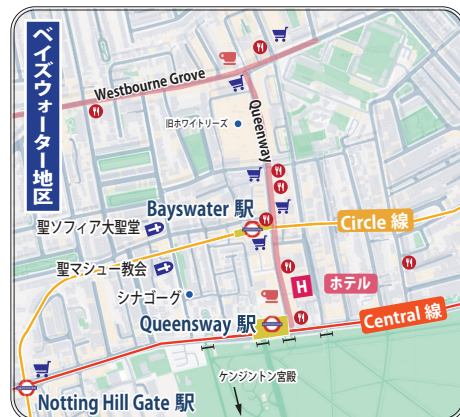 ベイズウォーター地区
Westbourne Grove
旧ホワイトリーズ
Queenway
Bayswater 駅
聖ソフィア大聖堂
Circle 線
聖マシュー教会
シナゴーグ
H
ホテル
Queensway 駅
Central 線
ケンジントン宮殿
Notting Hill Gate 駅